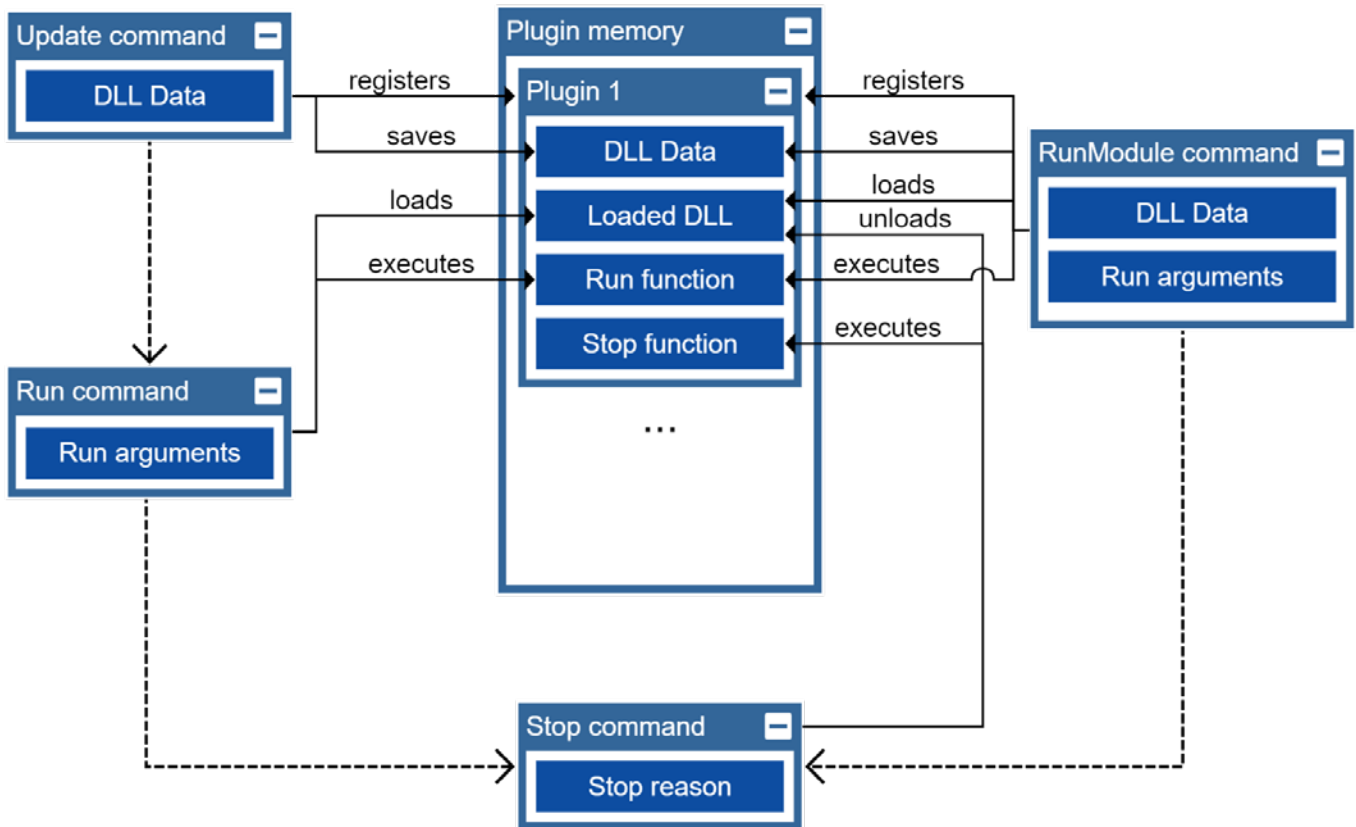 Update command
DLL Data
Plugin memory
Plugin 1
registers
registers
saves
DLL Data
saves
RunModule command
loads
Loaded DLL
loads
unloads
DLL Data
executes
Run function
executes
Run arguments
Stop function
executes
Run command
Run arguments
...
Stop command
Stop reason